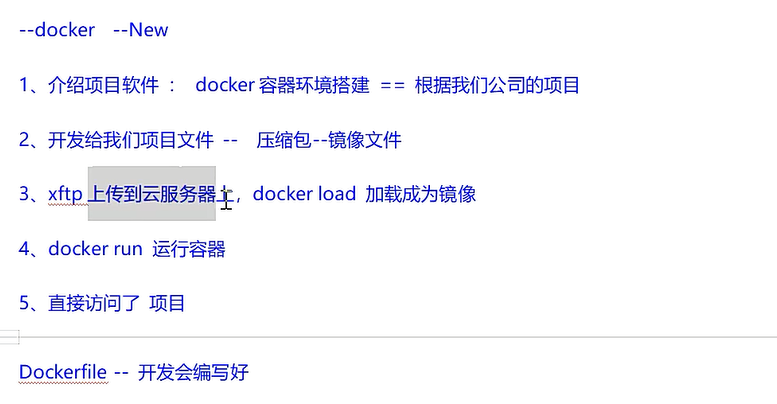 --docker --New
1、介绍项目软件 ： docker 容器环境搭建 == 根据我们公司的项目
2、开发给我们项目文件 -- 压缩包--镜像文件
3、xftp 上传到云服务器上，docker load 加载成为镜像
4、docker run 运行容器
5、直接访问了 项目
Dockerfile -- 开发会编写好